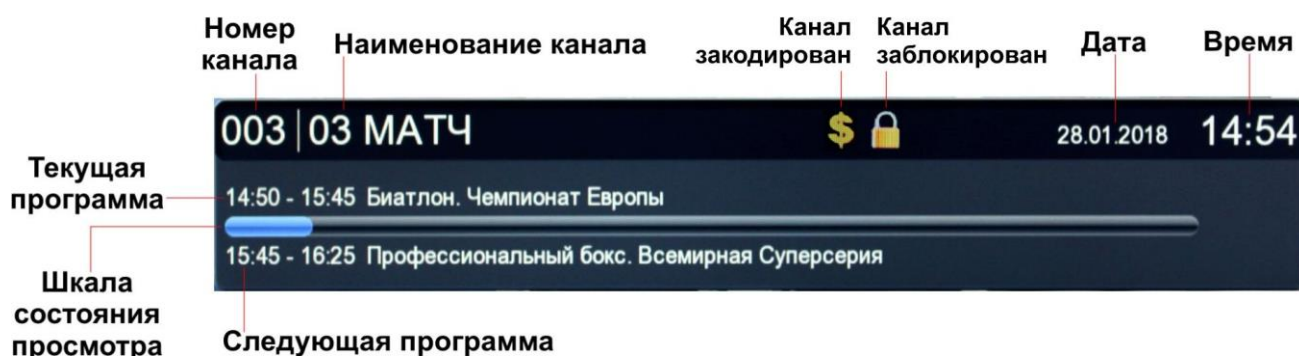 Номер
канала
Наименование канала
Канал
закодирован
Канал
заблокирован
Дата
Время
003 | 03 МАТЧ
$
28.01.2018
14:54
Текущая
программа
14:50 - 15:45 Биатлон. Чемпионат Европы
15:45 - 16:25 Профессиональный бокс. Всемирная Суперсерия
Шкала
состояния
просмотра
Следующая программа